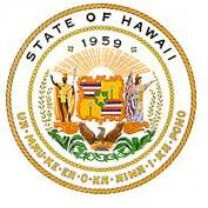 STATE OF HAWAII
1959
UA·MAU·KE·EA·O·KA·AINA·I·KA·PONO